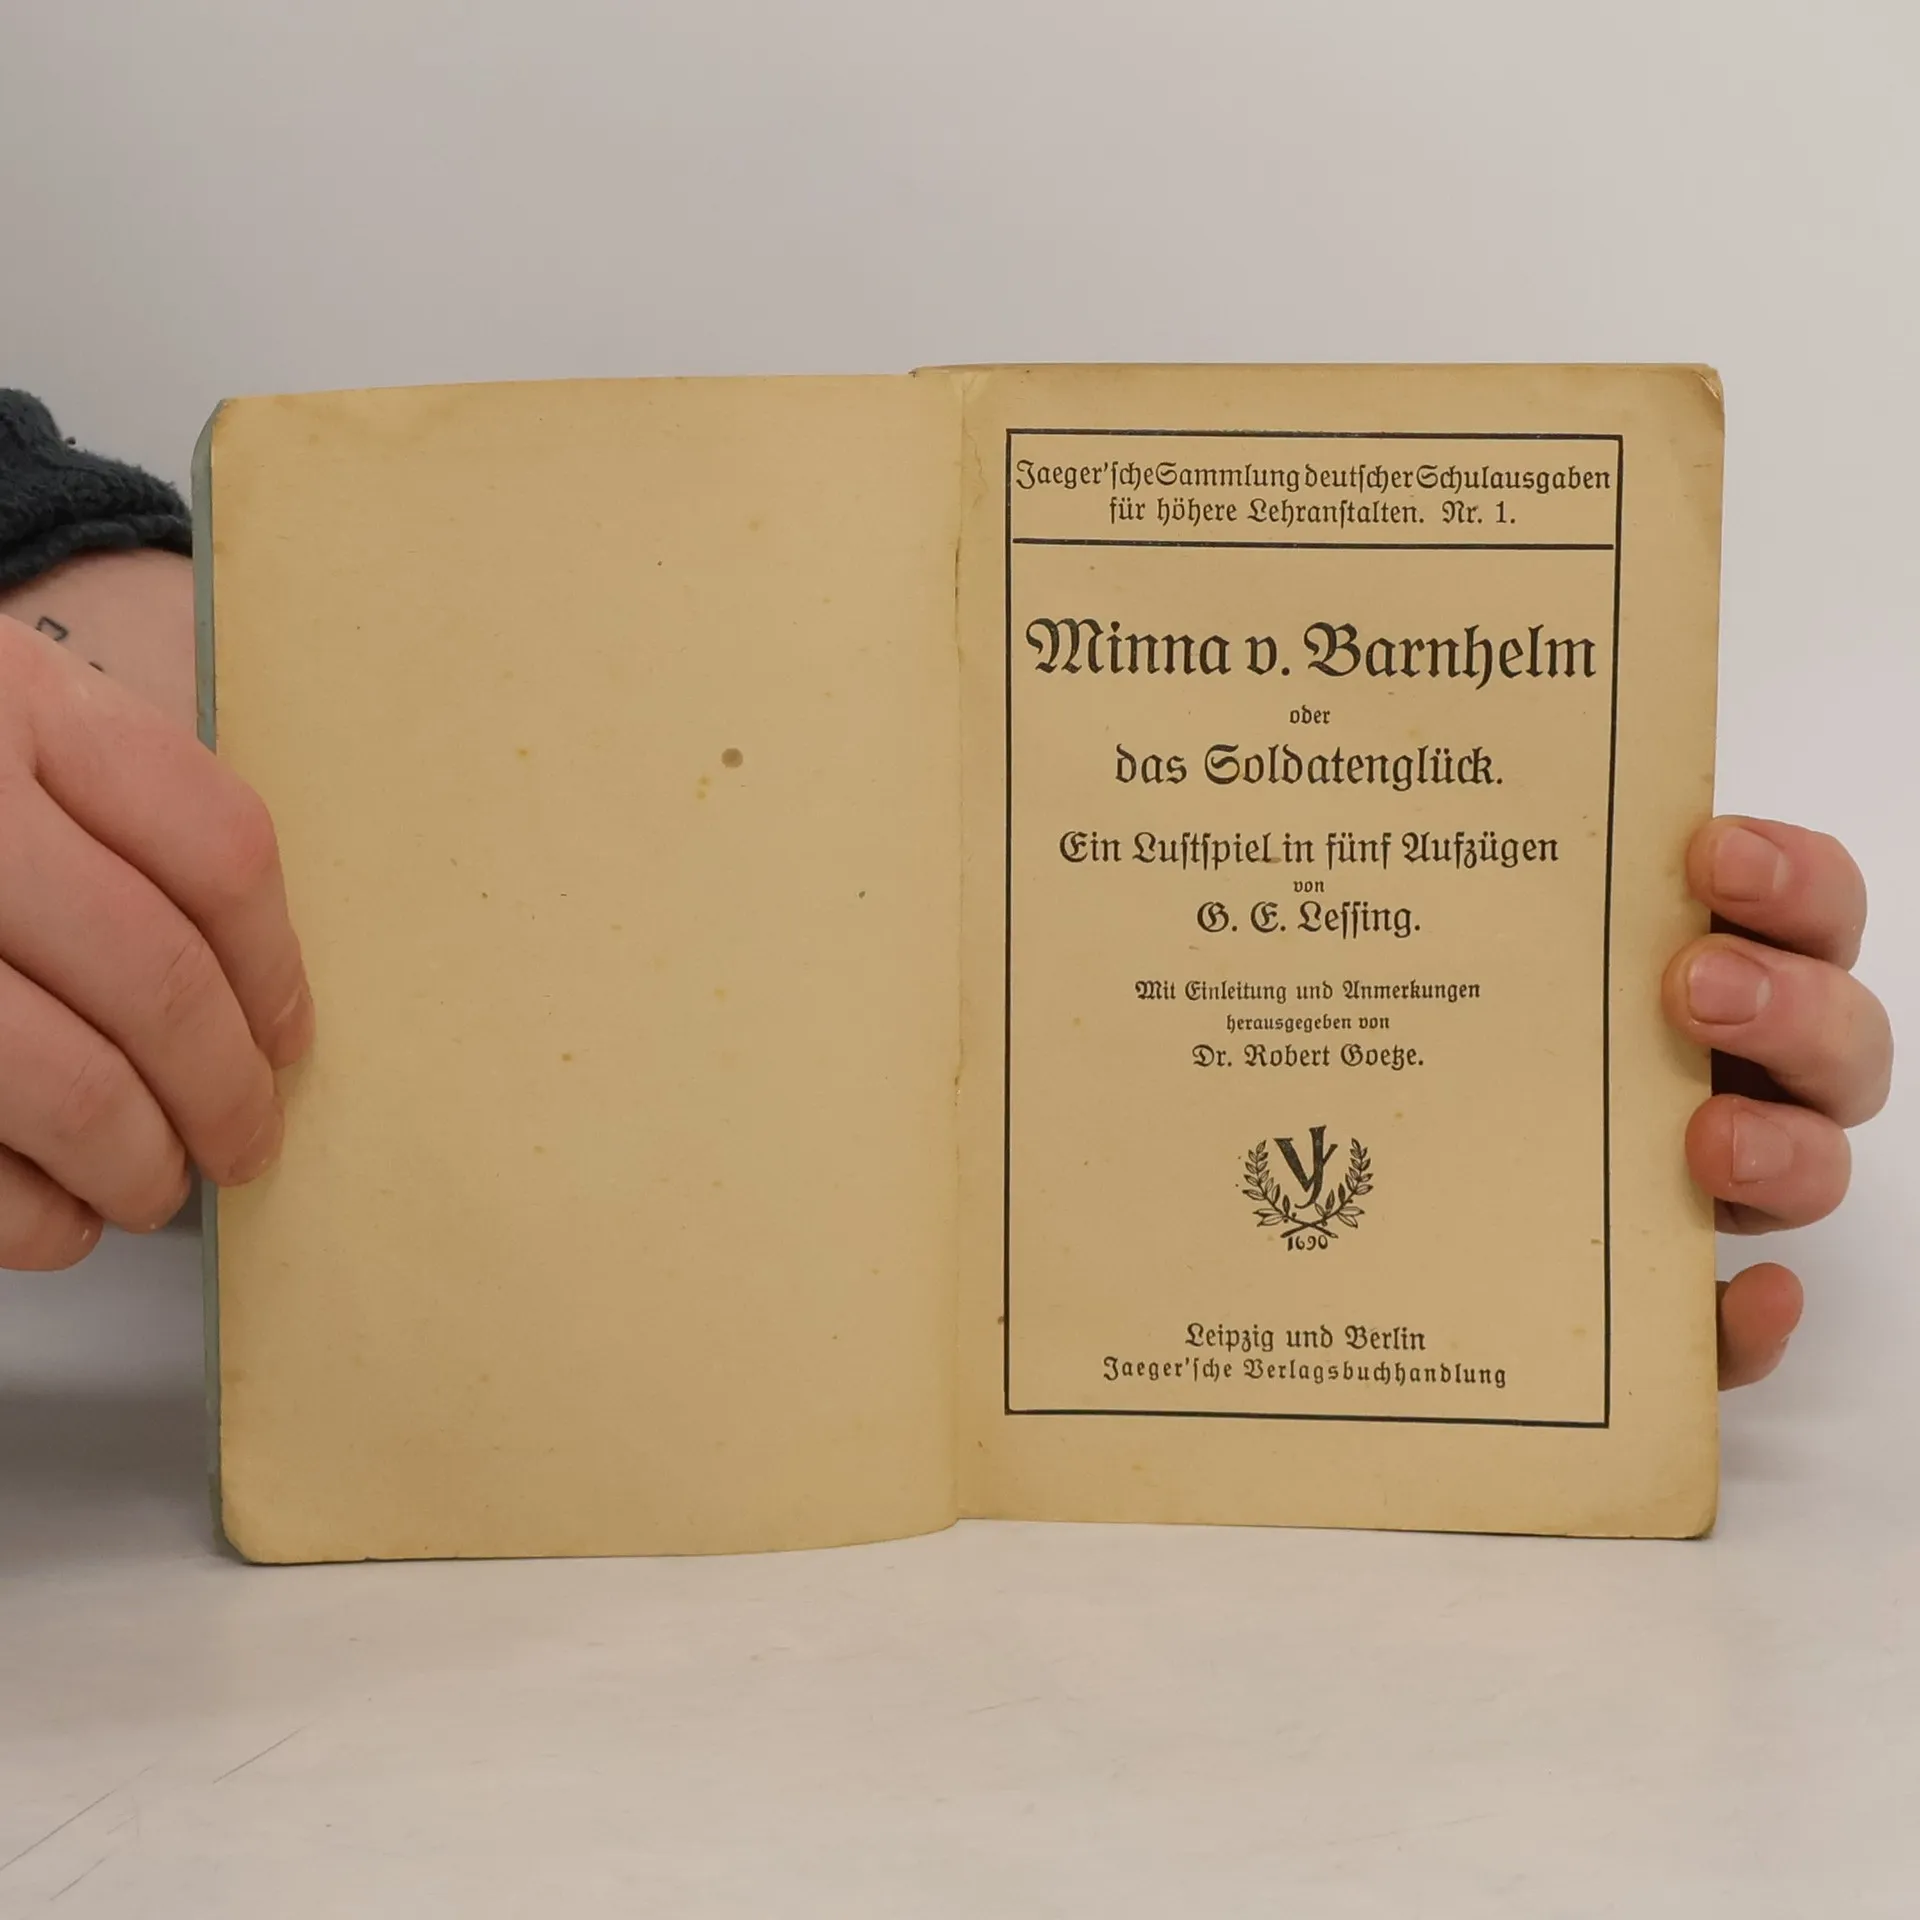 Jaeger'sche Sammlung deutscher Schulausgaben
für höhere Lehranstalten. Nr. 1.
Minna v. Barnhelm
oder
das Soldatenglück.
Ein Lustspiel in fünf Aufzügen
von
G. E. Lessing.
Mit Einleitung und Anmerkungen
herausgegeben von
Dr. Robert Goetze.
VJ
1690
Leipzig und Berlin
Jaeger'sche Verlagsbuchhandlung